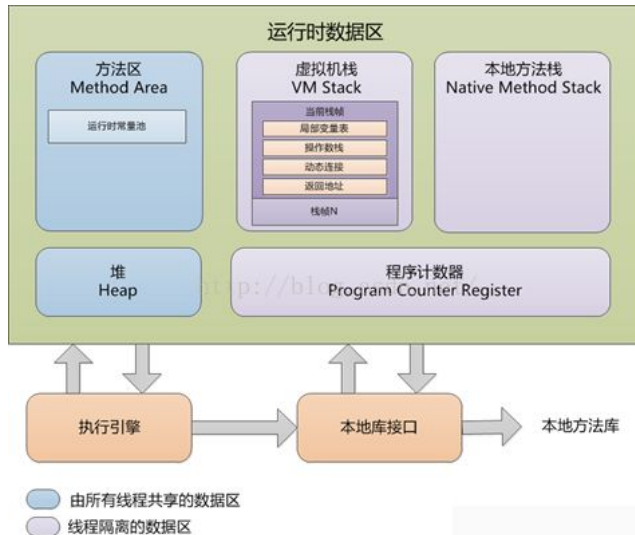 运行时数据区
方法区
Method Area
运行时常量池
虚拟机栈
VM Stack
当前栈帧
局部变量表
操作数栈
动态连接
返回地址
栈帧N
本地方法栈
Native Method Stack
堆
Heap
程序计数器
Program Counter Register
http://blog.
执行引擎
本地库接口
本地方法库
由所有线程共享的数据区
线程隔离的数据区